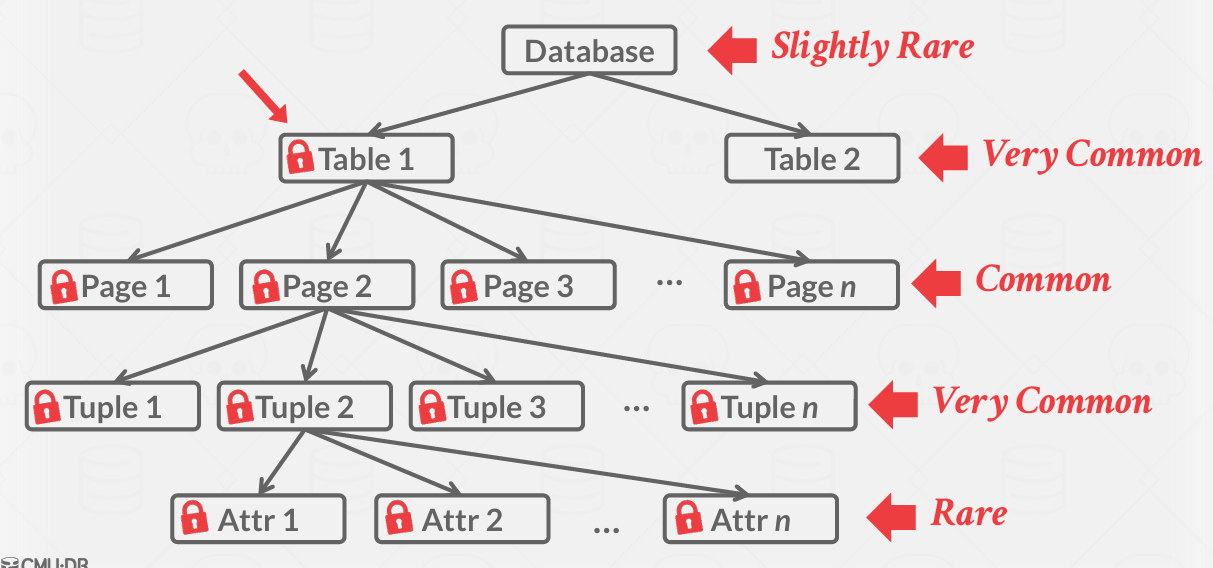 Database
Slightly Rare
Table 1
Table 2
Very Common
Page 1
Page 2
Page 3
...
Page n
Common
Tuple 1
Tuple 2
Tuple 3
...
Tuple n
Very Common
Attr 1
Attr 2
...
Attr n
Rare
CMU·DB